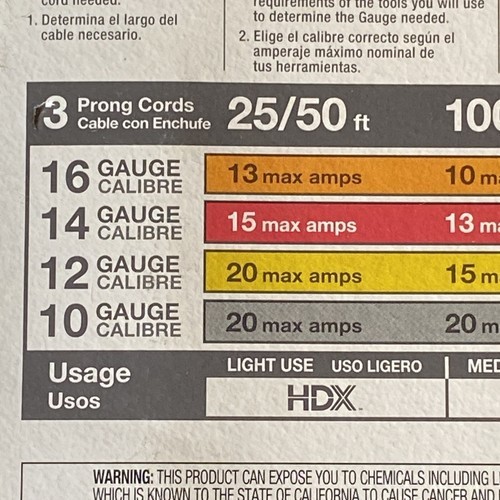 cord needed.
requirements of the tools you will use
1. Determina el largo del
cable necesario.
to determine the Gauge needed.
2. Elige el calibre correcto según el
amperaje máximo nominal de
tus herramientas.
3 Prong Cords
Cable con Enchufe
25/50 ft
100
16 GAUGE
CALIBRE
13 max amps
10 m
14 GAUGE
CALIBRE
15 max amps
13 m
12 GAUGE
CALIBRE
20 max amps
15 m
10 GAUGE
CALIBRE
20 max amps
20 m
Usage
Usos
LIGHT USE USO LIGERO
MED
HDX
WARNING: THIS PRODUCT CAN EXPOSE YOU TO CHEMICALS INCLUDING
WHICH IS KNOWN TO THE STATE OF CALIFORNIA TO CAUSE CANCER AND